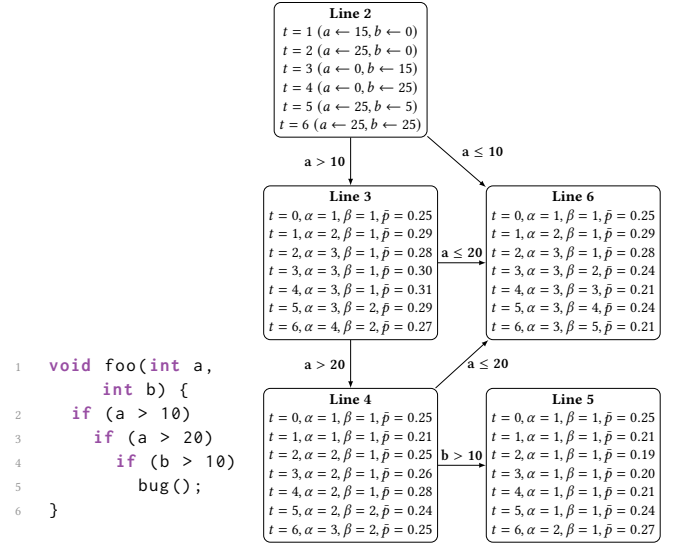 Line 2
t = 1 (a ← 15, b ← 0)
t = 2 (a ← 25, b ← 0)
t = 3 (a ← 0, b ← 15)
t = 4 (a ← 0, b ← 25)
t = 5 (a ← 25, b ← 5)
t = 6 (a ← 25, b ← 25)
a > 10
a ≤ 10
Line 3
t = 0, α = 1, β = 1, p̄ = 0.25
t = 1, α = 2, β = 1, p̄ = 0.29
t = 2, α = 3, β = 1, p̄ = 0.28
t = 3, α = 3, β = 1, p̄ = 0.30
t = 4, α = 3, β = 1, p̄ = 0.31
t = 5, α = 3, β = 2, p̄ = 0.29
t = 6, α = 4, β = 2, p̄ = 0.27
a ≤ 20
Line 6
t = 0, α = 1, β = 1, p̄ = 0.25
t = 1, α = 2, β = 1, p̄ = 0.29
t = 2, α = 3, β = 1, p̄ = 0.28
t = 3, α = 3, β = 2, p̄ = 0.24
t = 4, α = 3, β = 3, p̄ = 0.21
t = 5, α = 3, β = 4, p̄ = 0.24
t = 6, α = 3, β = 5, p̄ = 0.21
a > 20
a ≤ 20
Line 4
t = 0, α = 1, β = 1, p̄ = 0.25
t = 1, α = 1, β = 1, p̄ = 0.21
t = 2, α = 2, β = 1, p̄ = 0.25
t = 3, α = 2, β = 1, p̄ = 0.26
t = 4, α = 2, β = 1, p̄ = 0.28
t = 5, α = 2, β = 2, p̄ = 0.24
t = 6, α = 3, β = 2, p̄ = 0.25
b > 10
Line 5
t = 0, α = 1, β = 1, p̄ = 0.25
t = 1, α = 1, β = 1, p̄ = 0.21
t = 2, α = 1, β = 1, p̄ = 0.19
t = 3, α = 1, β = 1, p̄ = 0.20
t = 4, α = 1, β = 1, p̄ = 0.21
t = 5, α = 1, β = 1, p̄ = 0.24
t = 6, α = 2, β = 1, p̄ = 0.27
1 void foo(int a,
int b) {
2 if (a > 10)
3 if (a > 20)
4 if (b > 10)
5 bug();
6 }